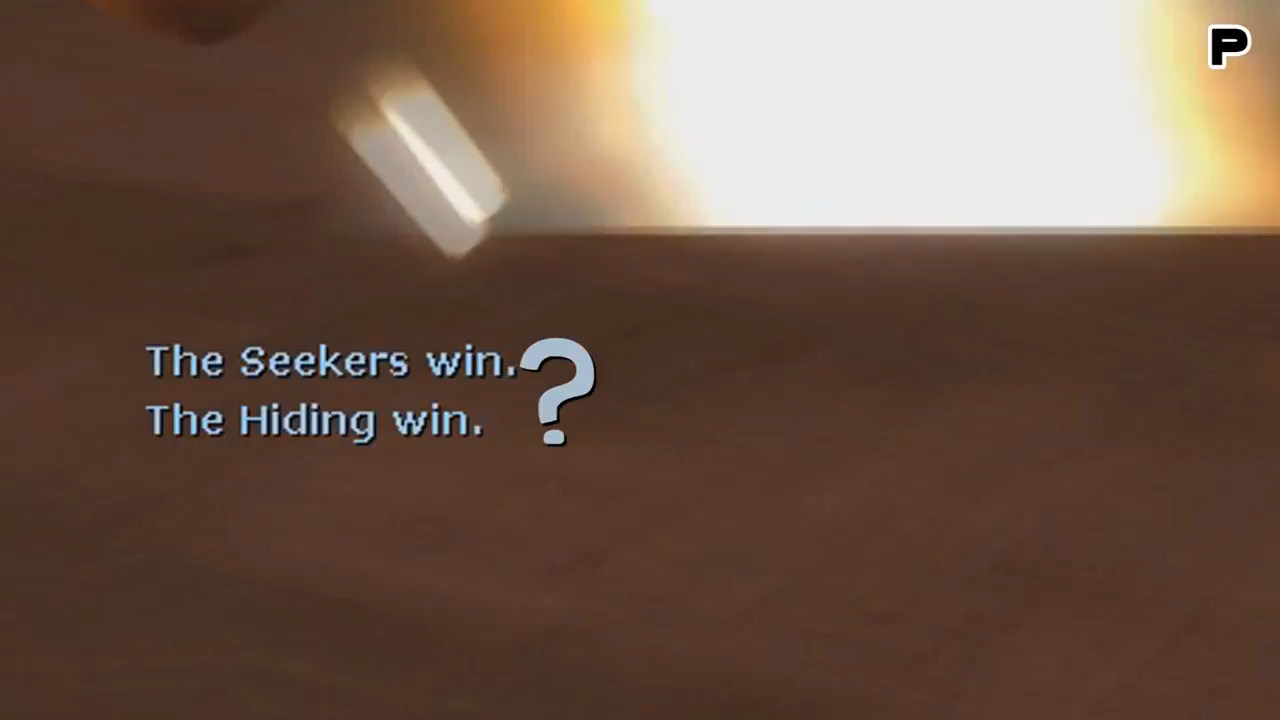 P
The Seekers win.
The Hiding win.
?